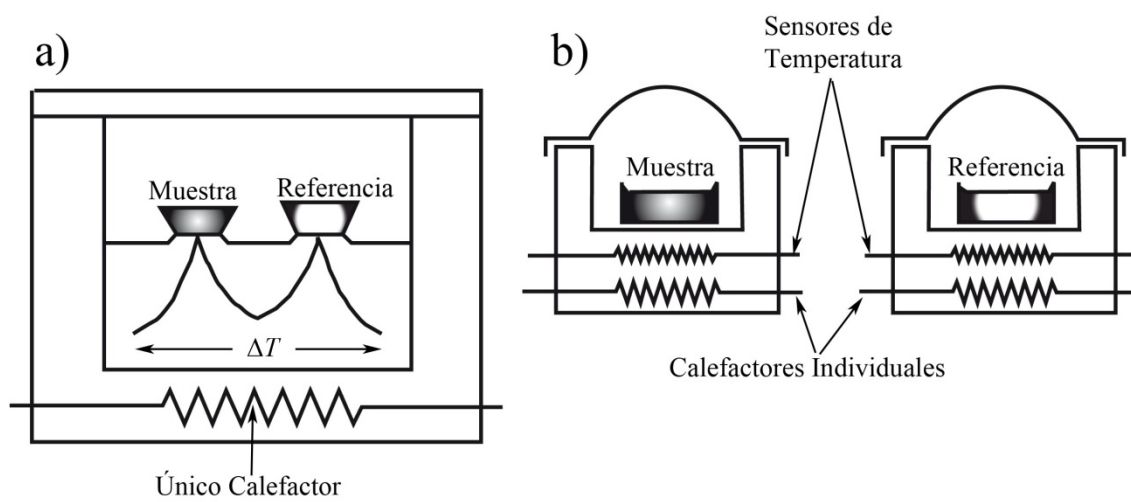 a)
Muestra
Referencia
ΔT
Único Calefactor
b)
Sensores de
Temperatura
Muestra
Referencia
Calefactores Individuales